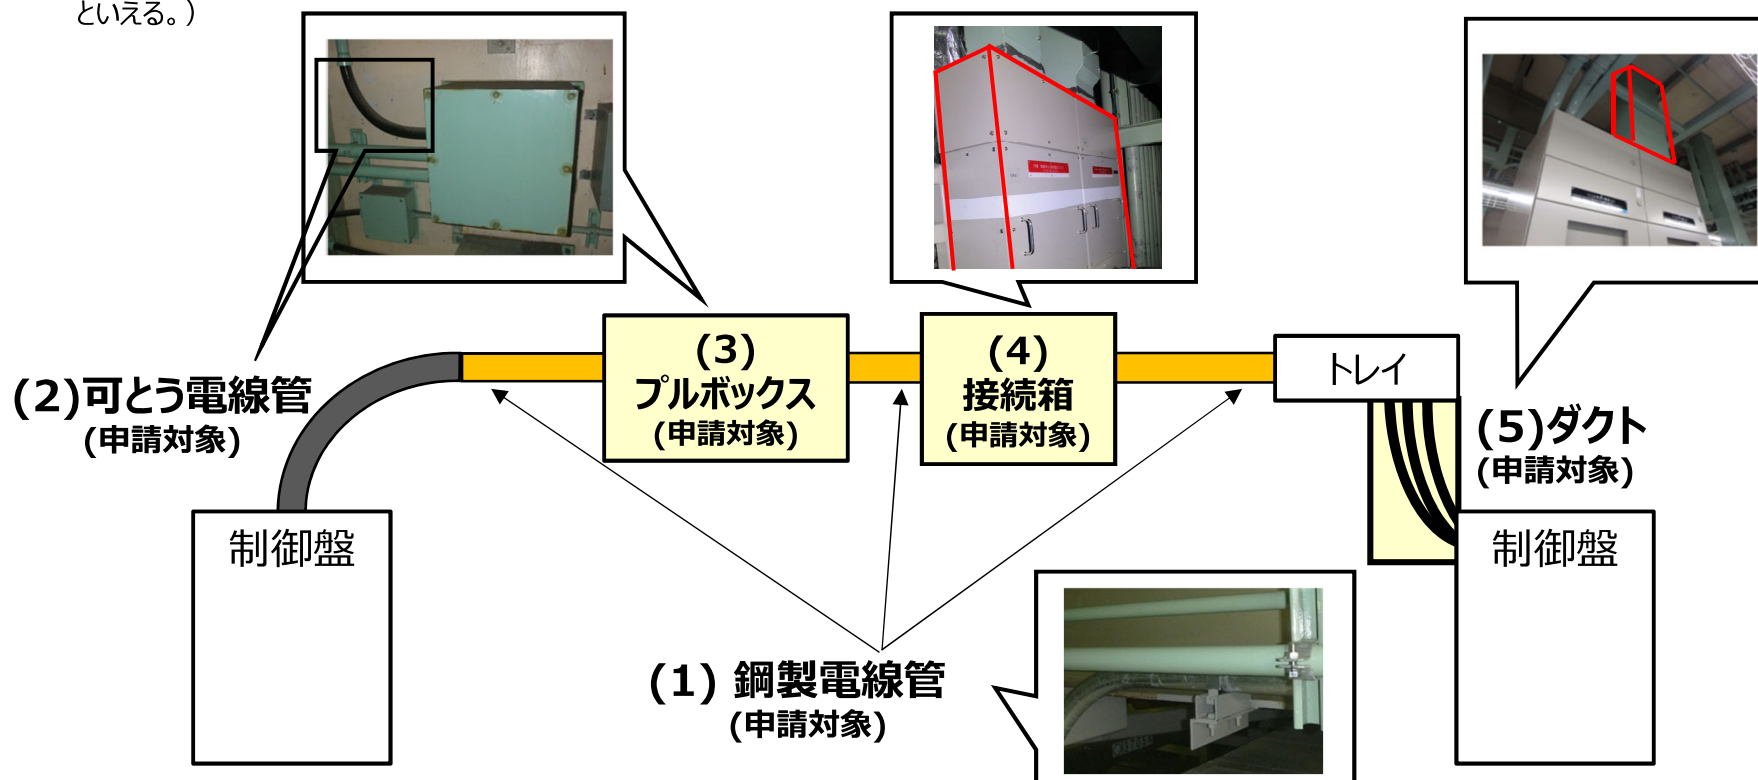 といえる。）
(2)可とう電線管
(申請対象)
(3)
プルボックス
(申請対象)
(4)
接続箱
(申請対象)
トレイ
(5)ダクト
(申請対象)
制御盤
制御盤
(1) 鋼製電線管
(申請対象)